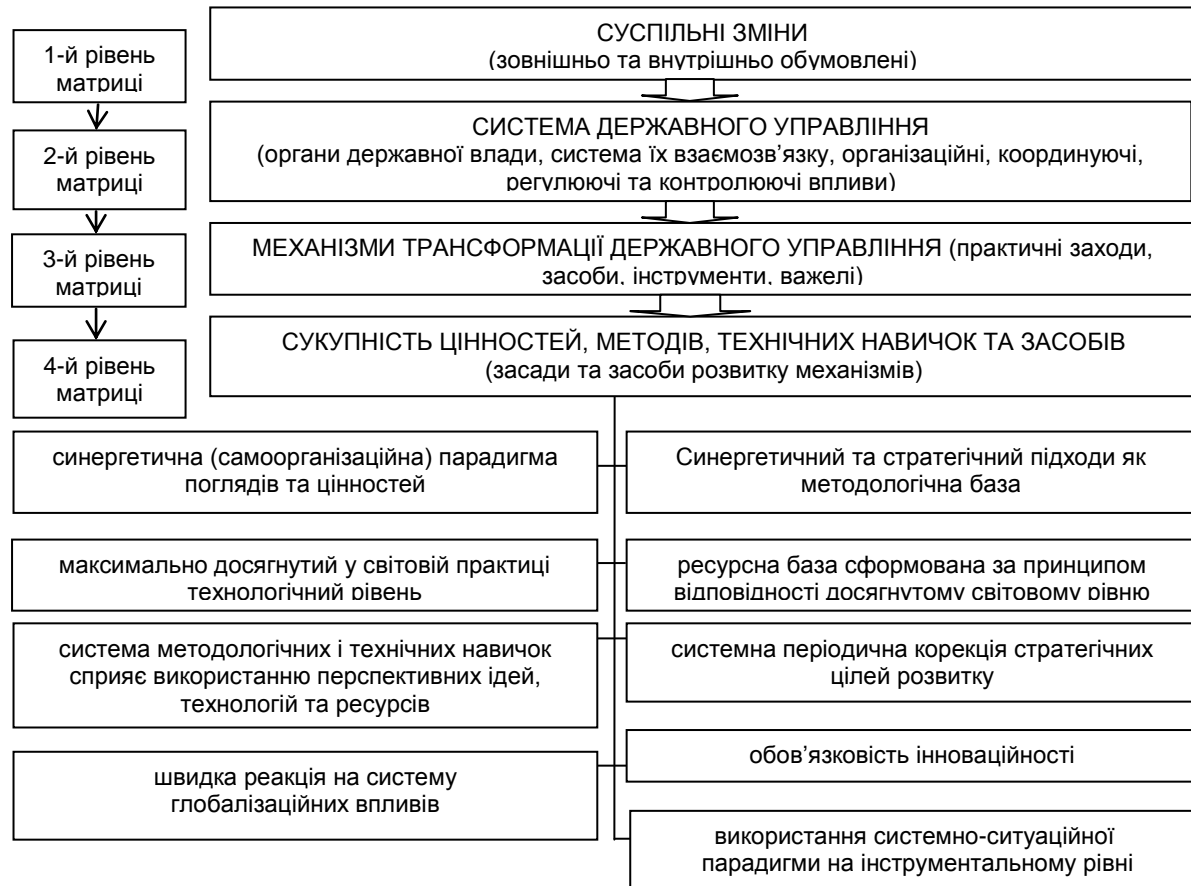 1-й рівень
матриці
СУСПІЛЬНІ ЗМІНИ
(зовнішньо та внутрішньо обумовлені)
2-й рівень
матриці
СИСТЕМА ДЕРЖАВНОГО УПРАВЛІННЯ
(органи державної влади, система їх взаємозв’язку, організаційні, координуючі,
регулюючі та контролюючі впливи)
3-й рівень
матриці
МЕХАНІЗМИ ТРАНСФОРМАЦІЇ ДЕРЖАВНОГО УПРАВЛІННЯ (практичні заходи,
засоби, інструменти, важелі)
4-й рівень
матриці
СУКУПНІСТЬ ЦІННОСТЕЙ, МЕТОДІВ, ТЕХНІЧНИХ НАВИЧОК ТА ЗАСОБІВ
(засади та засоби розвитку механізмів)
синергетична (самоорганізаційна) парадигма
поглядів та цінностей
Синергетичний та стратегічний підходи як
методологічна база
максимально досягнутий у світовій практиці
технологічний рівень
ресурсна база сформована за принципом
відповідності досягнутому світовому рівню
система методологічних і технічних навичок
сприяє використанню перспективних ідей,
технологій та ресурсів
системна періодична корекція стратегічних
цілей розвитку
швидка реакція на систему
глобалізаційних впливів
обов’язковість інноваційності
використання системно-ситуаційної
парадигми на інструментальному рівні